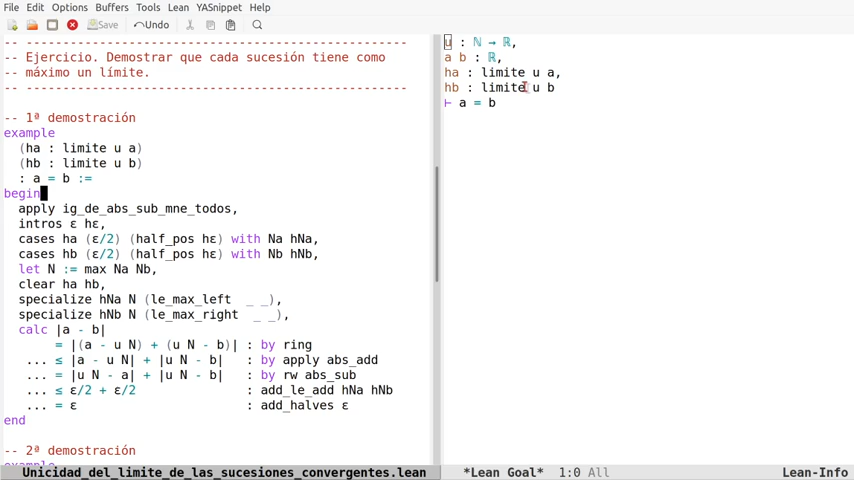 File Edit Options Buffers Tools Lean YASnippet Help
Save Undo
-- ---------------------------------------------------
-- Ejercicio. Demostrar que cada sucesión tiene como
-- máximo un límite.
-- ---------------------------------------------------
-- 1ª demostración
example
(ha : limite u a)
(hb : limite u b)
: a = b :=
begin
apply ig_de_abs_sub_mne_todos,
intros ε hε,
cases ha (ε/2) (half_pos hε) with Na hNa,
cases hb (ε/2) (half_pos hε) with Nb hNb,
let N := max Na Nb,
clear ha hb,
specialize hNa N (le_max_left _ _),
specialize hNb N (le_max_right _ _),
calc |a - b|
= |(a - u N) + (u N - b)| : by ring
... ≤ |a - u N| + |u N - b| : by apply abs_add
... = |u N - a| + |u N - b| : by rw abs_sub
... ≤ ε/2 + ε/2 : add_le_add hNa hNb
... = ε : add_halves ε
end
-- 2ª demostración
example
Unicidad_del_limite_de_las_sucesiones_convergentes.lean
u : ℕ → ℝ,
a b : ℝ,
ha : limite u a,
hb : limite u b
⊢ a = b
*Lean Goal* 1:0 All Lean-Info